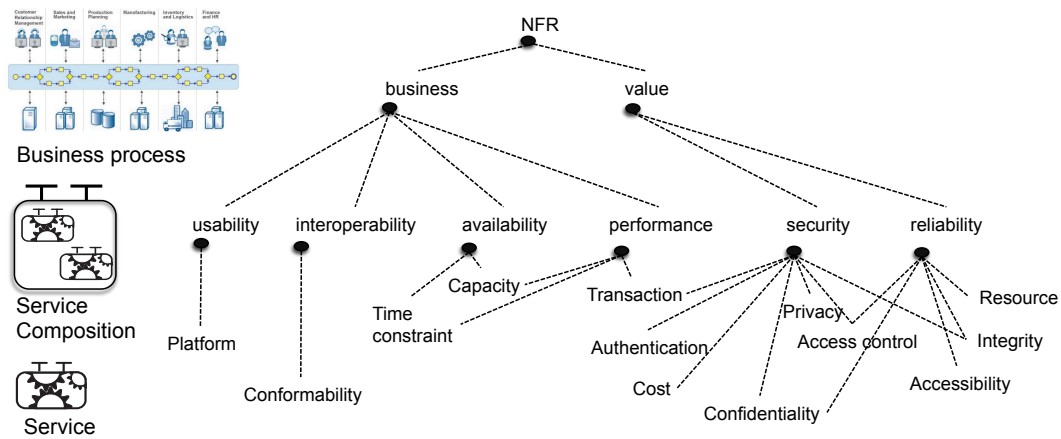 Customer
Relationship
Management
Sales and
Marketing
Production
Planning
Manufacturing
Inventory
and Logistics
Finance
and HR
Business process
Service
Composition
Service
NFR
business
value
usability
interoperability
availability
performance
security
reliability
Capacity
Transaction
Resource
Time
constraint
Privacy
Platform
Authentication
Access control
Integrity
Conformability
Cost
Accessibility
Confidentiality